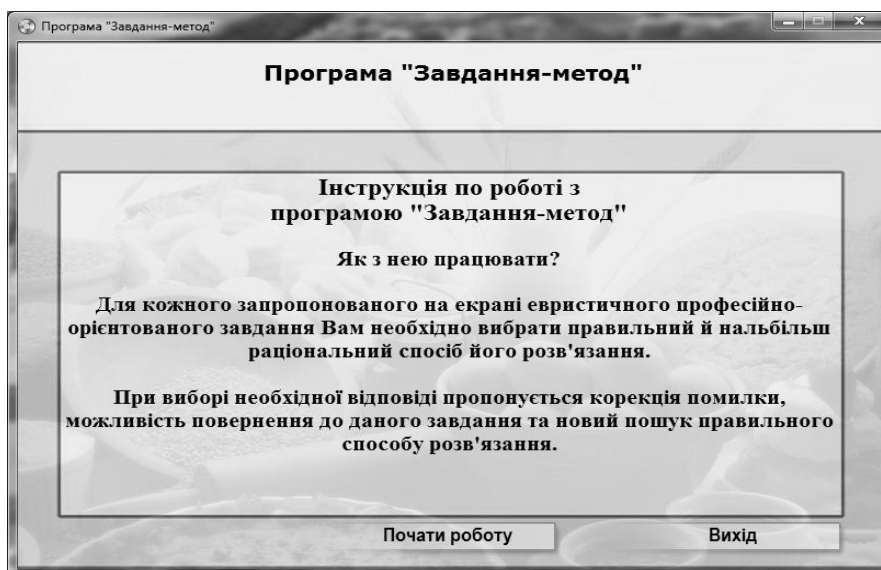 Програма "Завдання-метод"
Програма "Завдання-метод"
Інструкція по роботі з
програмою "Завдання-метод"
Як з нею працювати?
Для кожного запропонованого на екрані евристичного професійно-
орієнтованого завдання Вам необхідно вибрати правильний й нальбільш
раціональний спосіб його розв'язання.
При виборі необхідної відповіді пропонується корекція помилки,
можливість повернення до даного завдання та новий пошук правильного
способу розв'язання.
Почати роботу
Вихід